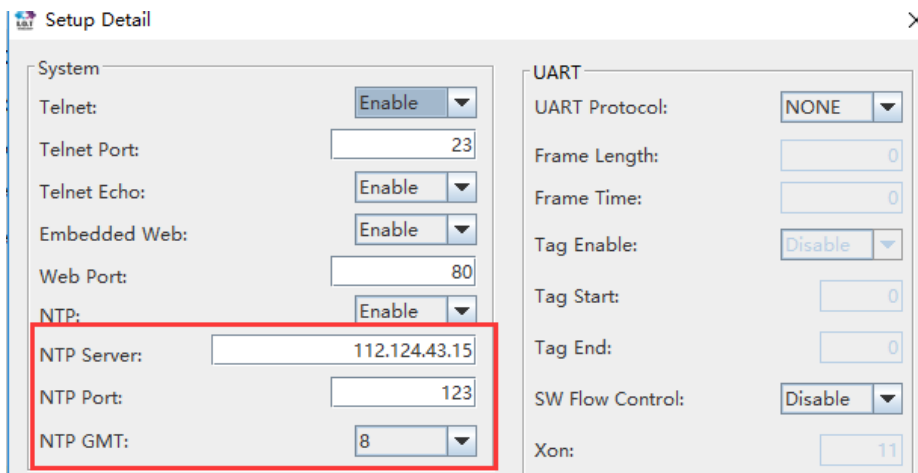 Setup Detail
System
Telnet: Enable
Telnet Port: 23
Telnet Echo: Enable
Embedded Web: Enable
Web Port: 80
NTP: Enable
NTP Server: 112.124.43.15
NTP Port: 123
NTP GMT: 8
UART
UART Protocol: NONE
Frame Length: 0
Frame Time: 0
Tag Enable: Disable
Tag Start: 0
Tag End: 0
SW Flow Control: Disable
Xon: 11